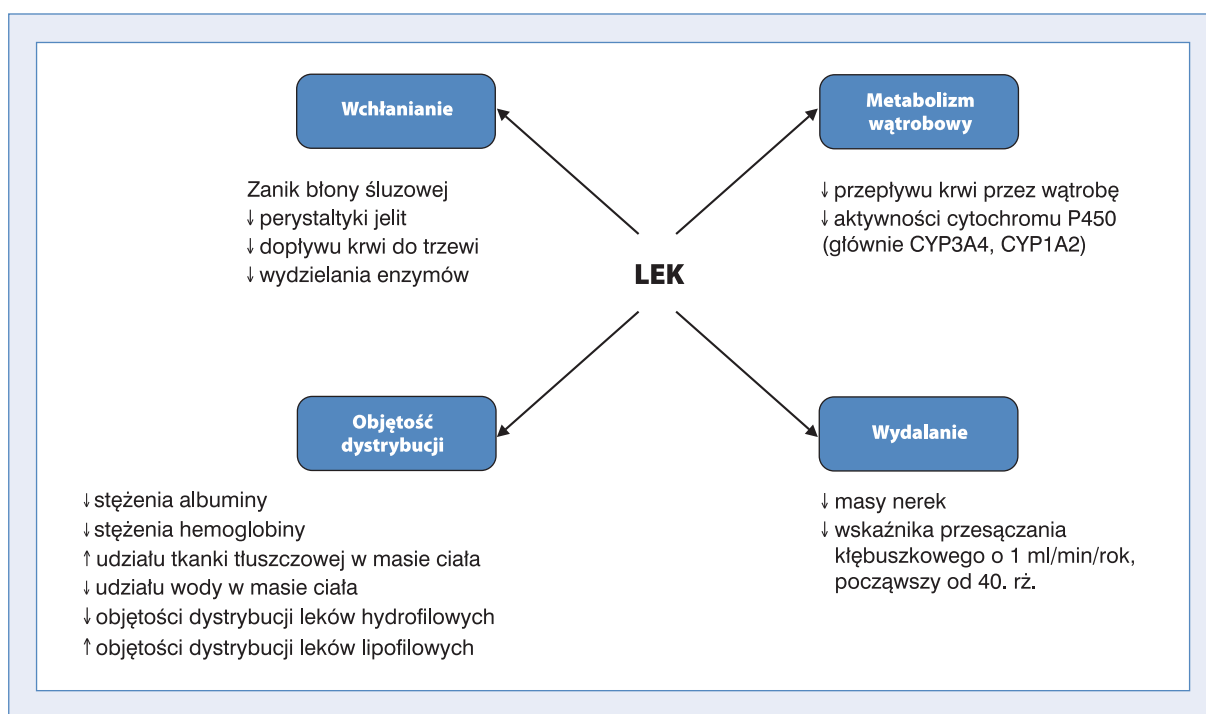 Wchłanianie
Zanik błony śluzowej
↓ perystaltyki jelit
↓ dopływu krwi do trzewi
↓ wydzielania enzymów
Metabolizm
wątrobowy
↓ przepływu krwi przez wątrobę
↓ aktywności cytochromu P450
(głównie CYP3A4, CYP1A2)
LEK
Objętość
dystrybucji
↓ stężenia albuminy
↓ stężenia hemoglobiny
↑ udziału tkanki tłuszczowej w masie ciała
↓ udziału wody w masie ciała
↓ objętości dystrybucji leków hydrofilowych
↑ objętości dystrybucji leków lipofilowych
Wydalanie
↓ masy nerek
↓ wskaźnika przesączania
kłębuszkowego o 1 ml/min/rok,
począwszy od 40. rż.